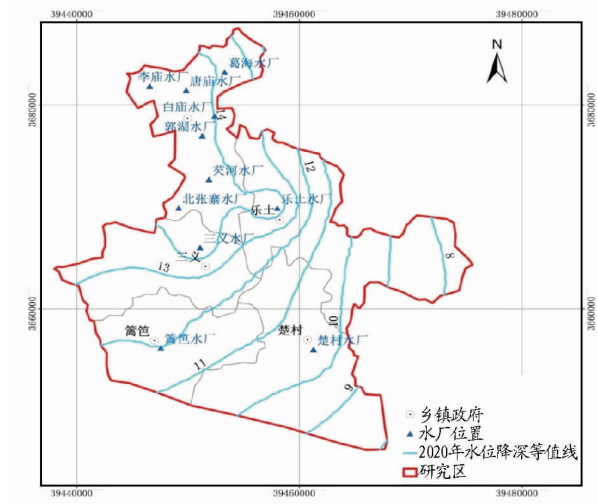 39440000
39460000
39480000
N
葛海水厂
李庙水厂
唐庙水厂
3680000
3680000
白庙水厂
14
郭湖水厂
12
芡河水厂
北张寨水厂
乐土水厂
乐土
三义水厂
三义
8
13
3660000
3660000
10
篱笆
楚村
篱笆水厂
楚村水厂
11
9
乡镇政府
水厂位置
2020年水位降深等值线
研究区
39440000
39460000
39480000